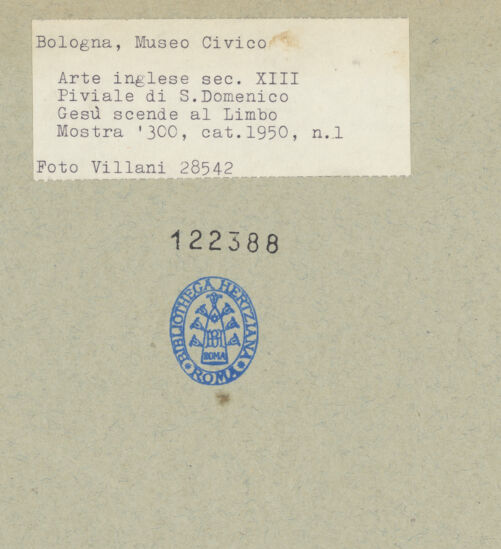 Bologna, Museo Civico
Arte inglese sec. XIII
Piviale di S.Domenico
Gesù scende al Limbo
Mostra '300, cat.1950, n.1
Foto Villani 28542
122388
BIBLIOTHECA HERTZIANA
ROMA
ROMA